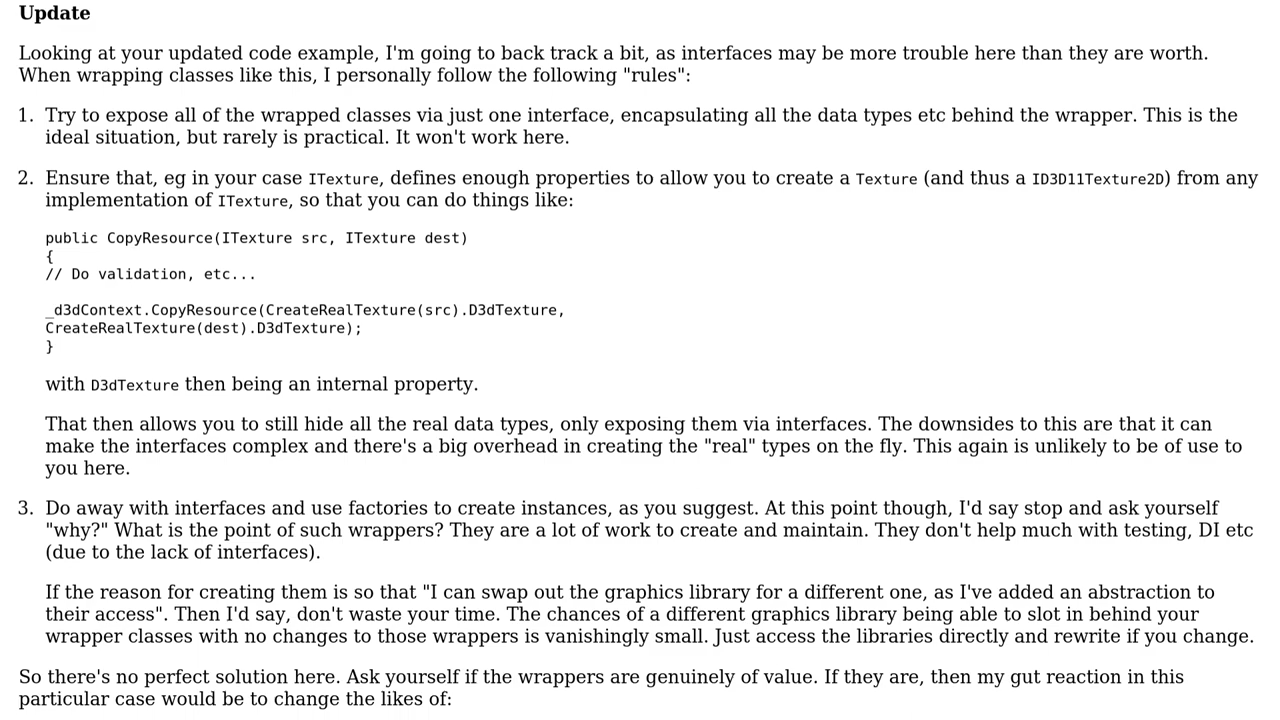 Update
Looking at your updated code example, I'm going to back track a bit, as interfaces may be more trouble here than they are worth.
When wrapping classes like this, I personally follow the following "rules":
1. Try to expose all of the wrapped classes via just one interface, encapsulating all the data types etc behind the wrapper. This is the
ideal situation, but rarely is practical. It won't work here.
2. Ensure that, eg in your case ITexture, defines enough properties to allow you to create a Texture (and thus a ID3D11Texture2D) from any
implementation of ITexture, so that you can do things like:
public CopyResource(ITexture src, ITexture dest)
{
// Do validation, etc...
_d3dContext.CopyResource(CreateRealTexture(src).D3dTexture,
CreateRealTexture(dest).D3dTexture);
}
with D3dTexture then being an internal property.
That then allows you to still hide all the real data types, only exposing them via interfaces. The downsides to this are that it can
make the interfaces complex and there's a big overhead in creating the "real" types on the fly. This again is unlikely to be of use to
you here.
3. Do away with interfaces and use factories to create instances, as you suggest. At this point though, I'd say stop and ask yourself
"why?" What is the point of such wrappers? They are a lot of work to create and maintain. They don't help much with testing, DI etc
(due to the lack of interfaces).
If the reason for creating them is so that "I can swap out the graphics library for a different one, as I've added an abstraction to
their access". Then I'd say, don't waste your time. The chances of a different graphics library being able to slot in behind your
wrapper classes with no changes to those wrappers is vanishingly small. Just access the libraries directly and rewrite if you change.
So there's no perfect solution here. Ask yourself if the wrappers are genuinely of value. If they are, then my gut reaction in this
particular case would be to change the likes of: